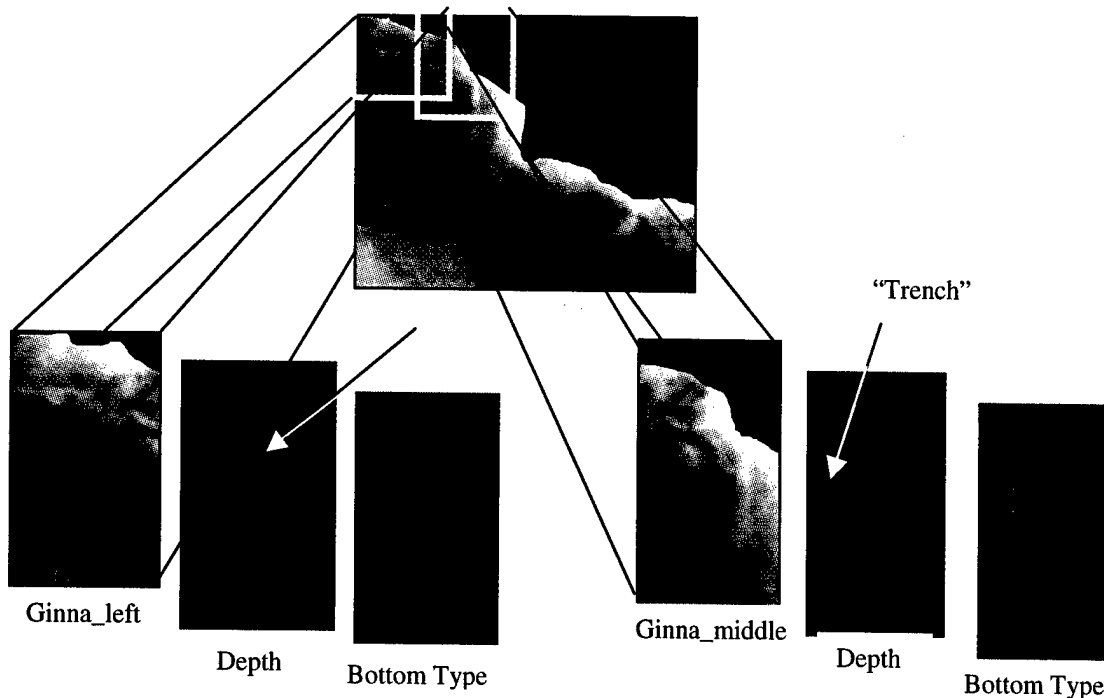 “Trench”
Ginna_left
Depth
Bottom Type
Ginna_middle
Depth
Bottom Type